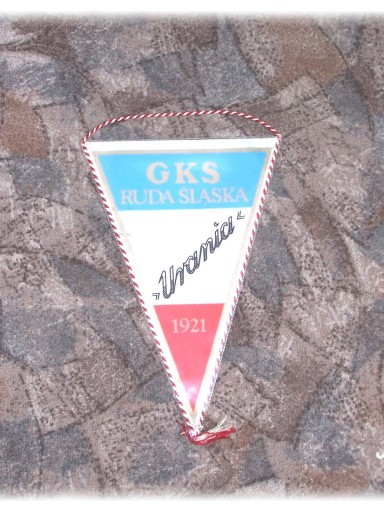 GKS
RUDA ŚLĄSKA
„Urania“
1921